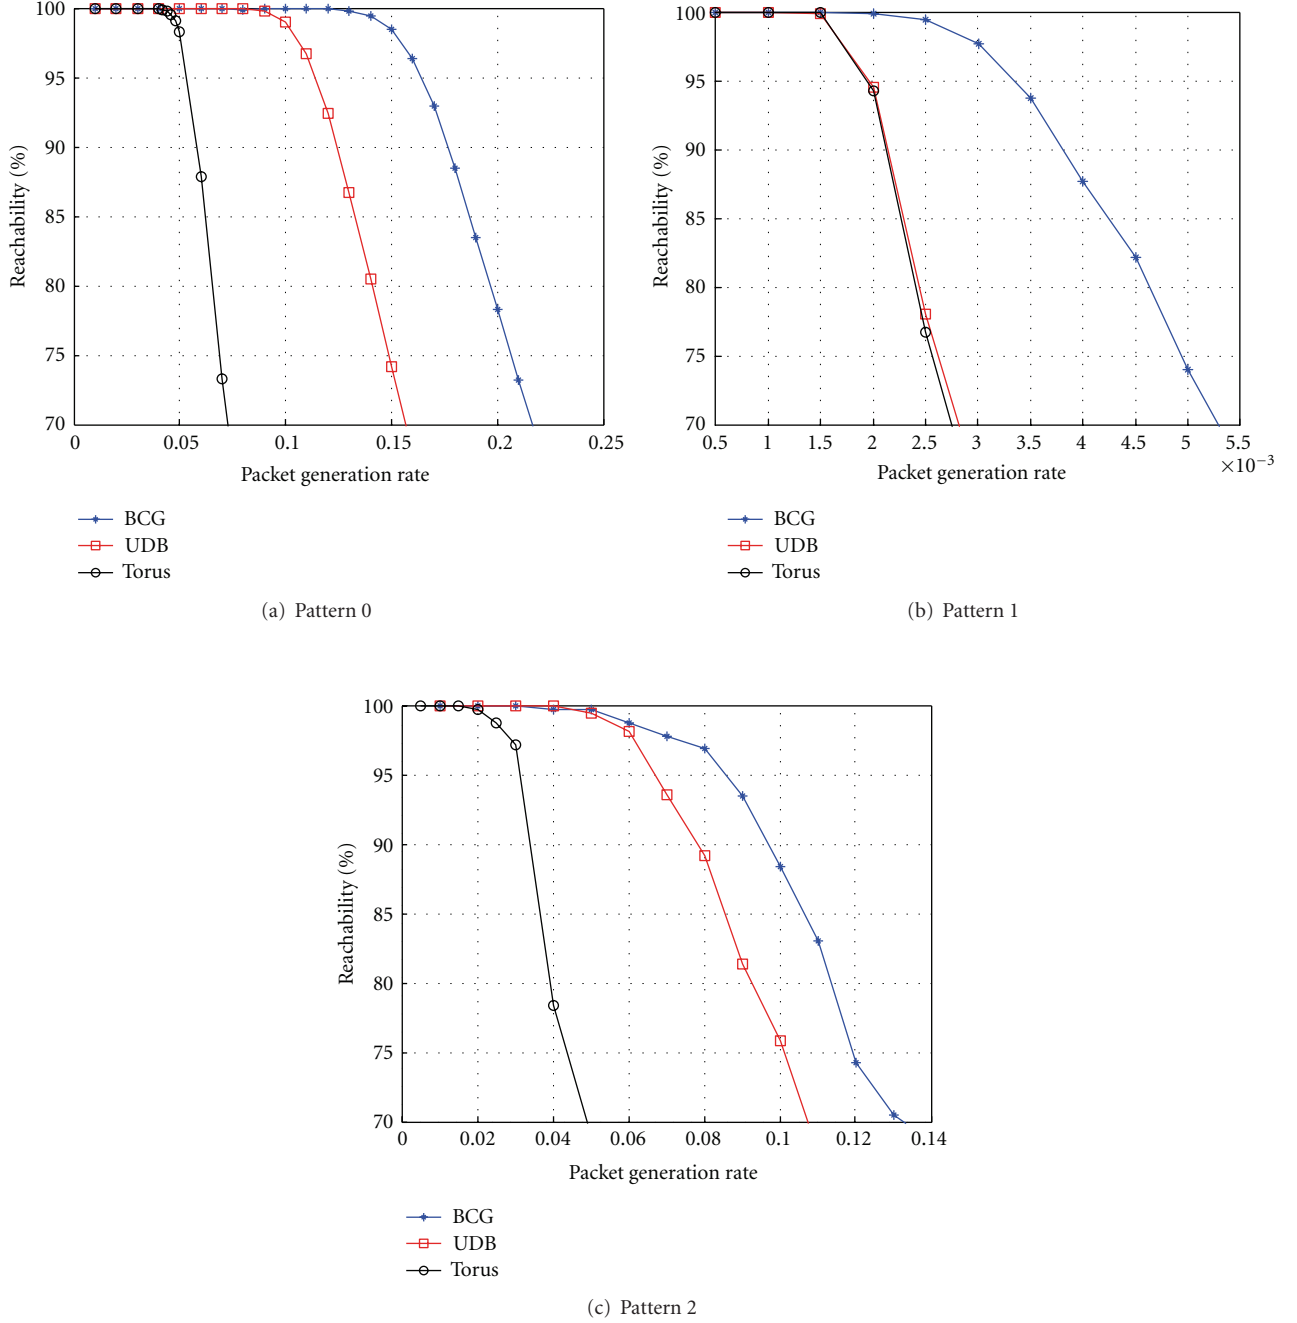 100
95
90
85
80
75
70
Reachability (%)
0
0.05
0.1
0.15
0.2
0.25
Packet generation rate
BCG
UDB
Torus
(a) Pattern 0
100
95
90
85
80
75
70
Reachability (%)
0.5
1
1.5
2
2.5
3
3.5
4
4.5
5
5.5
×10−3
Packet generation rate
BCG
UDB
Torus
(b) Pattern 1
100
95
90
85
80
75
70
Reachability (%)
0
0.02
0.04
0.06
0.08
0.1
0.12
0.14
Packet generation rate
BCG
UDB
Torus
(c) Pattern 2